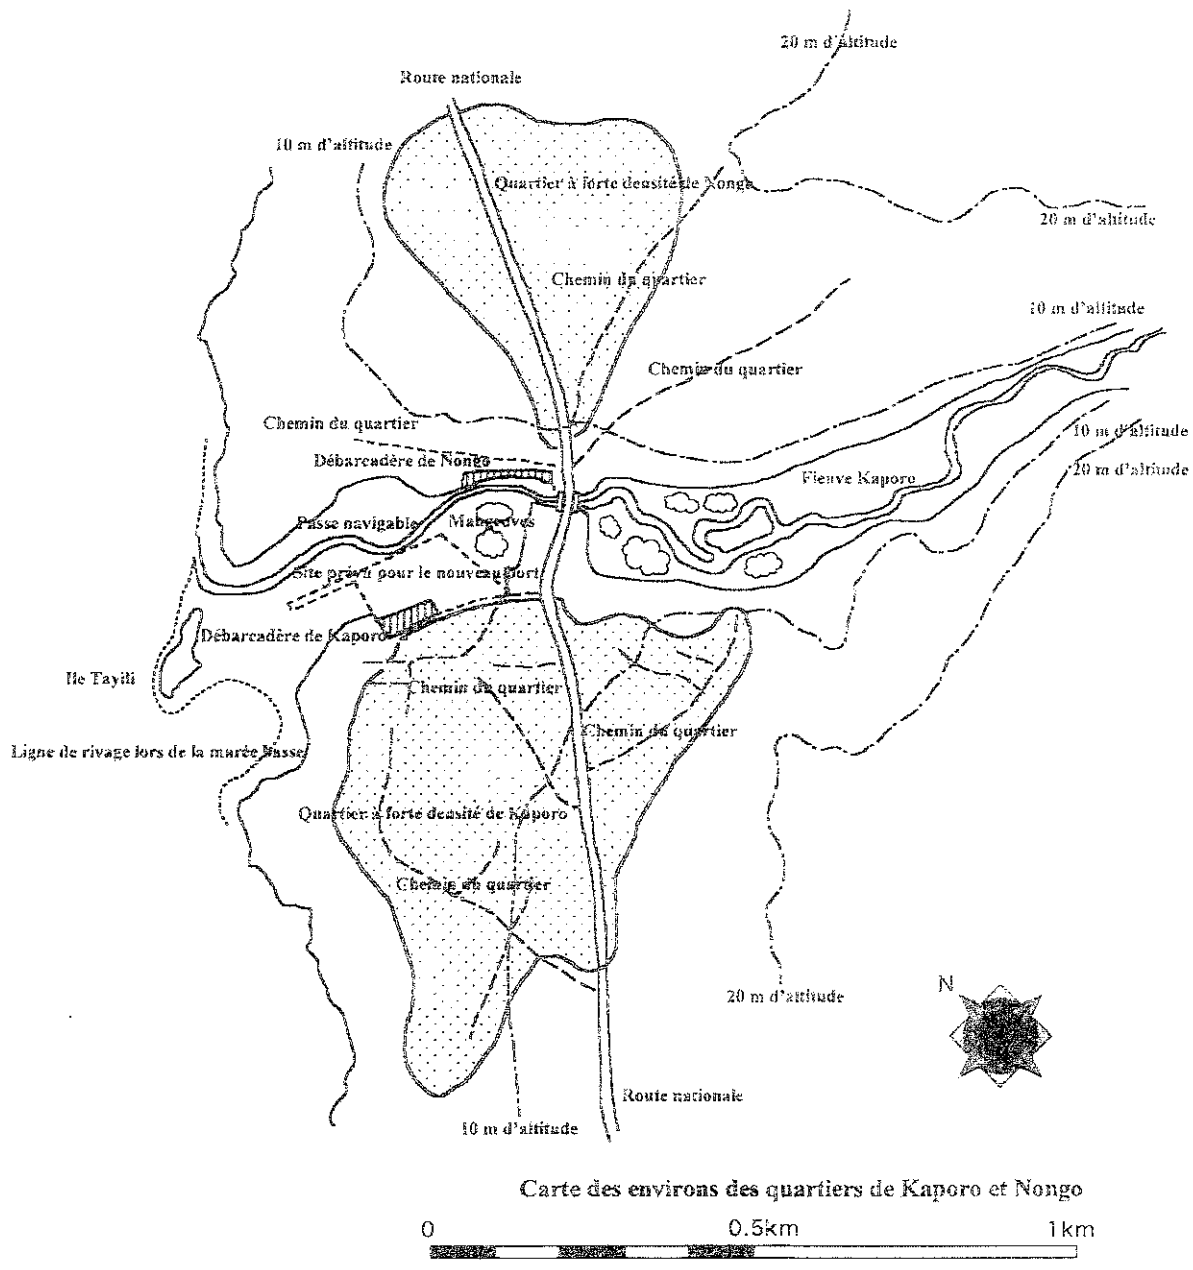 20 m d'altitude
Route nationale
10 m d'altitude
Quartier à forte densité de Nongo
20 m d'altitude
Chemin du quartier
10 m d'altitude
Chemin du quartier
Chemin du quartier
10 m d'altitude
Débarcadère de Nongo
20 m d'altitude
Fleuve Kaporo
Passe navigable
Mangroves
Site prévu pour le nouveau port
Débarcadère de Kaporo
Ile Tayili
Chemin du quartier
Chemin du quartier
Ligne de rivage lors de la marée basse
Quartier à forte densité de Kaporo
Chemin du quartier
N
20 m d'altitude
Route nationale
10 m d'altitude
Carte des environs des quartiers de Kaporo et Nongo
0 0.5km 1km